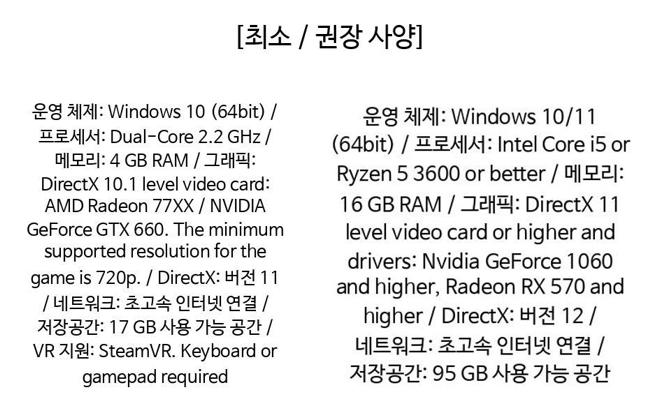 [최소 / 권장 사양]
운영 체제: Windows 10 (64bit) /
프로세서: Dual-Core 2.2 GHz /
메모리: 4 GB RAM / 그래픽:
DirectX 10.1 level video card:
AMD Radeon 77XX / NVIDIA
GeForce GTX 660. The minimum
supported resolution for the
game is 720p. / DirectX: 버전 11
/ 네트워크: 초고속 인터넷 연결 /
저장공간: 17 GB 사용 가능 공간 /
VR 지원: SteamVR. Keyboard or
gamepad required
운영 체제: Windows 10/11
(64bit) / 프로세서: Intel Core i5 or
Ryzen 5 3600 or better / 메모리:
16 GB RAM / 그래픽: DirectX 11
level video card or higher and
drivers: Nvidia GeForce 1060
and higher, Radeon RX 570 and
higher / DirectX: 버전 12 /
네트워크: 초고속 인터넷 연결 /
저장공간: 95 GB 사용 가능 공간